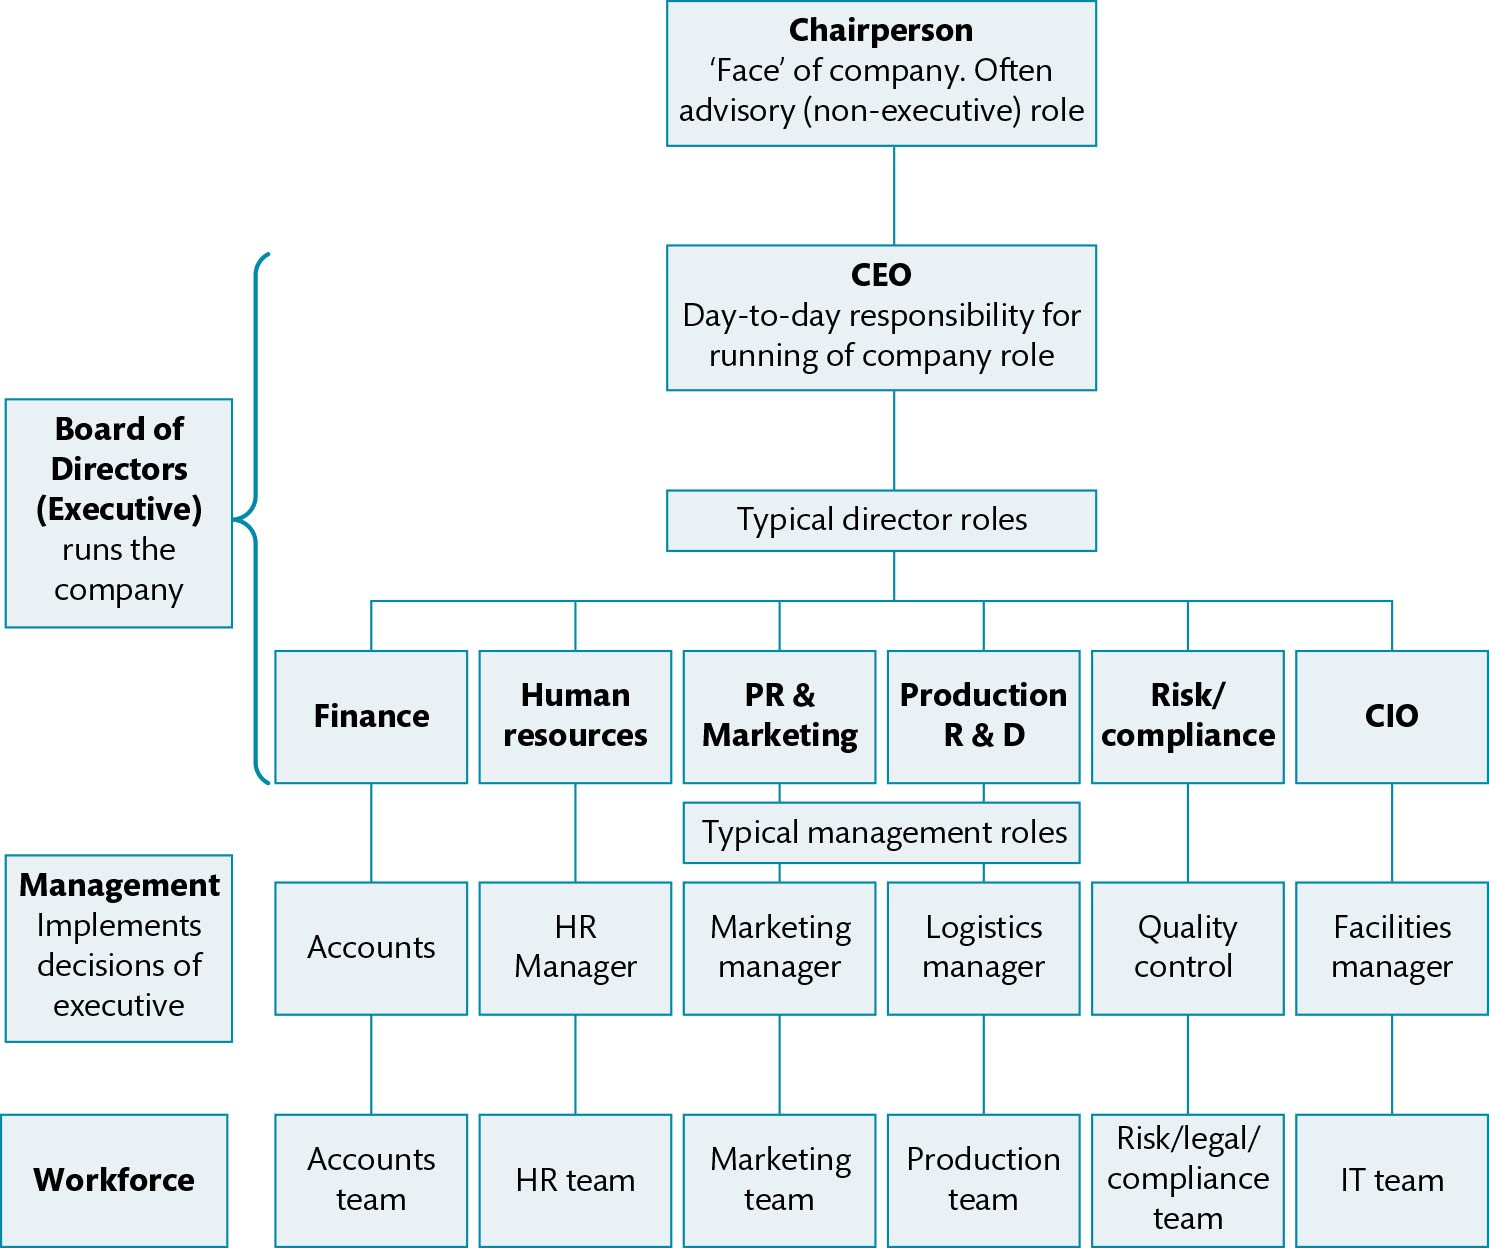 Chairperson
‘Face’ of company. Often
advisory (non-executive) role
CEO
Day-to-day responsibility for
running of company role
Board of
Directors
(Executive)
runs the
company
Typical director roles
Finance
Human
resources
PR &
Marketing
Production
R & D
Risk/
compliance
CIO
Typical management roles
Management
Implements
decisions of
executive
Accounts
HR
Manager
Marketing
manager
Logistics
manager
Quality
control
Facilities
manager
Workforce
Accounts
team
HR team
Marketing
team
Production
team
Risk/legal/
compliance
team
IT team